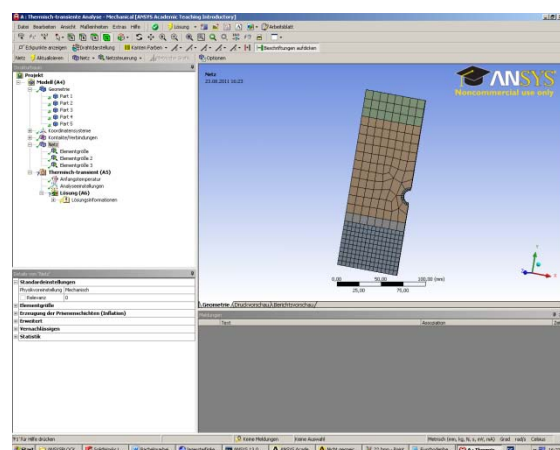 A : Thermisch-transiente Analyse - Mechanical [ANSYS Academic Teaching Introductory]
Datei Bearbeiten Ansicht Maßeinheiten Extras Hilfe Lösung Arbeitsblatt
Eckpunkte anzeigen Drahtdarstellung Kanten Farben Beschriftungen aufdicken
Netz Aktualisieren Netz Netzsteuerung Optionen
Projekt
Modell (A4)
Geometrie
Part 1
Part 2
Part 3
Part 4
Part 5
Koordinatensysteme
Kontakte/Verbindungen
Netz
Elementgröße
Elementgröße 2
Elementgröße 3
Thermisch-transient (A5)
Anfangstemperatur
Analyseeinstellungen
Lösung (A6)
Lösungsinformationen
Netz
23.08.2011 16:23
ANSYS
Noncommercial use only
0,00 50,00 100,00 (mm)
25,00 75,00
Geometrie Druckvorschau Berichtsvorschau
Details von "Netz"
Standardeinstellungen
Physikvoreinstellung Mechanisch
Relevanz 0
Elementgröße
Erzeugung der Prismenschichten (Inflation)
Erweitert
Vernachlässigen
Statistik
Meldungen
Text Assoziation
F1 für Hilfe drücken Keine Meldungen Keine Auswahl Metrisch (mm, kg, N, s, mV, mA) Grad rad/s Celsius
Start